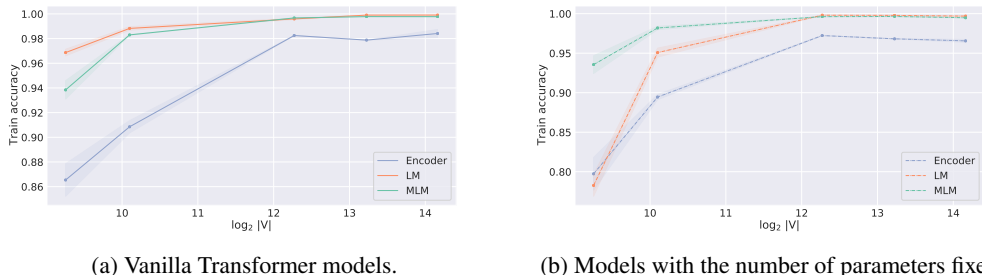 1.00
0.98
0.96
0.94
0.92
0.90
0.88
0.86
Train accuracy
10
11
12
13
14
log2 |V|
Encoder
LM
MLM
(a) Vanilla Transformer models.
1.00
0.95
0.90
0.85
0.80
Train accuracy
10
11
12
13
14
log2 |V|
Encoder
LM
MLM
(b) Models with the number of parameters fixe